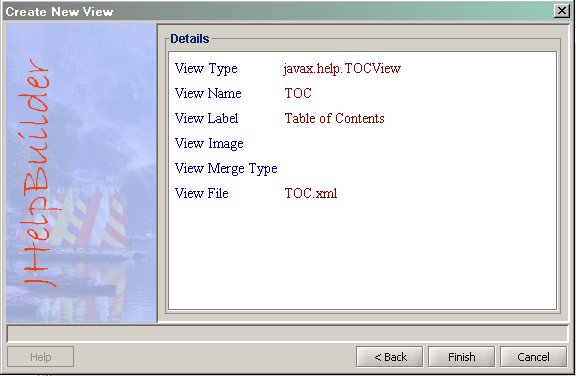 Create New View
JHelpBuilder
Details
View Type javax.help.TOCView
View Name TOC
View Label Table of Contents
View Image
View Merge Type
View File TOC.xml
Help < Back Finish Cancel